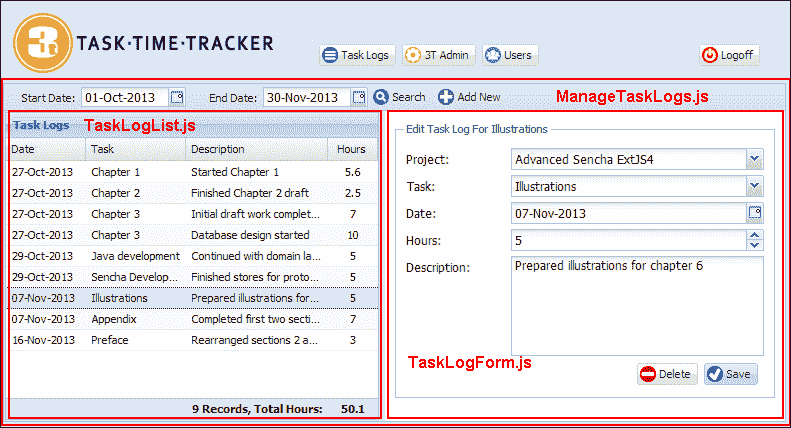 3T TASK·TIME·TRACKER
Task Logs 3T Admin Users Logoff
Start Date: 01-Oct-2013 End Date: 30-Nov-2013 Search Add New ManageTaskLogs.js
Task Logs TaskLogList.js
Date Task Description Hours
27-Oct-2013 Chapter 1 Started Chapter 1 5.6
27-Oct-2013 Chapter 2 Finished Chapter 2 draft 2.5
27-Oct-2013 Chapter 3 Initial draft work complet... 7
27-Oct-2013 Chapter 3 Database design started 10
29-Oct-2013 Java development Continued with domain la... 5
29-Oct-2013 Sencha Develop... Finished stores for proto... 5
07-Nov-2013 Illustrations Prepared illustrations for... 5
07-Nov-2013 Appendix Completed first two secti... 7
16-Nov-2013 Preface Rearranged sections 2 a... 3
9 Records, Total Hours: 50.1
Edit Task Log For Illustrations
Project: Advanced Sencha ExtJS4
Task: Illustrations
Date: 07-Nov-2013
Hours: 5
Description: Prepared illustrations for chapter 6
TaskLogForm.js
Delete Save